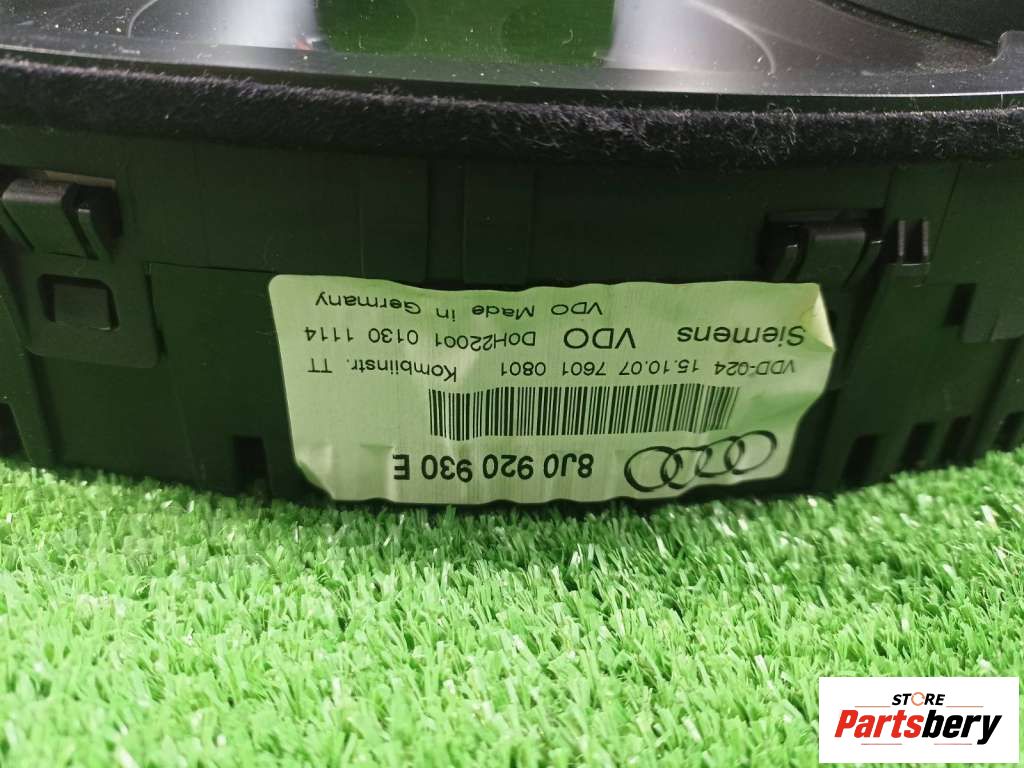 8J0 920 930 E
VDD-024 15.10.07 7601 0801 Kombiinstr. TT
Siemens VDO D0H22001 0130 1114
VDO Made in Germany
STORE
Partsbery